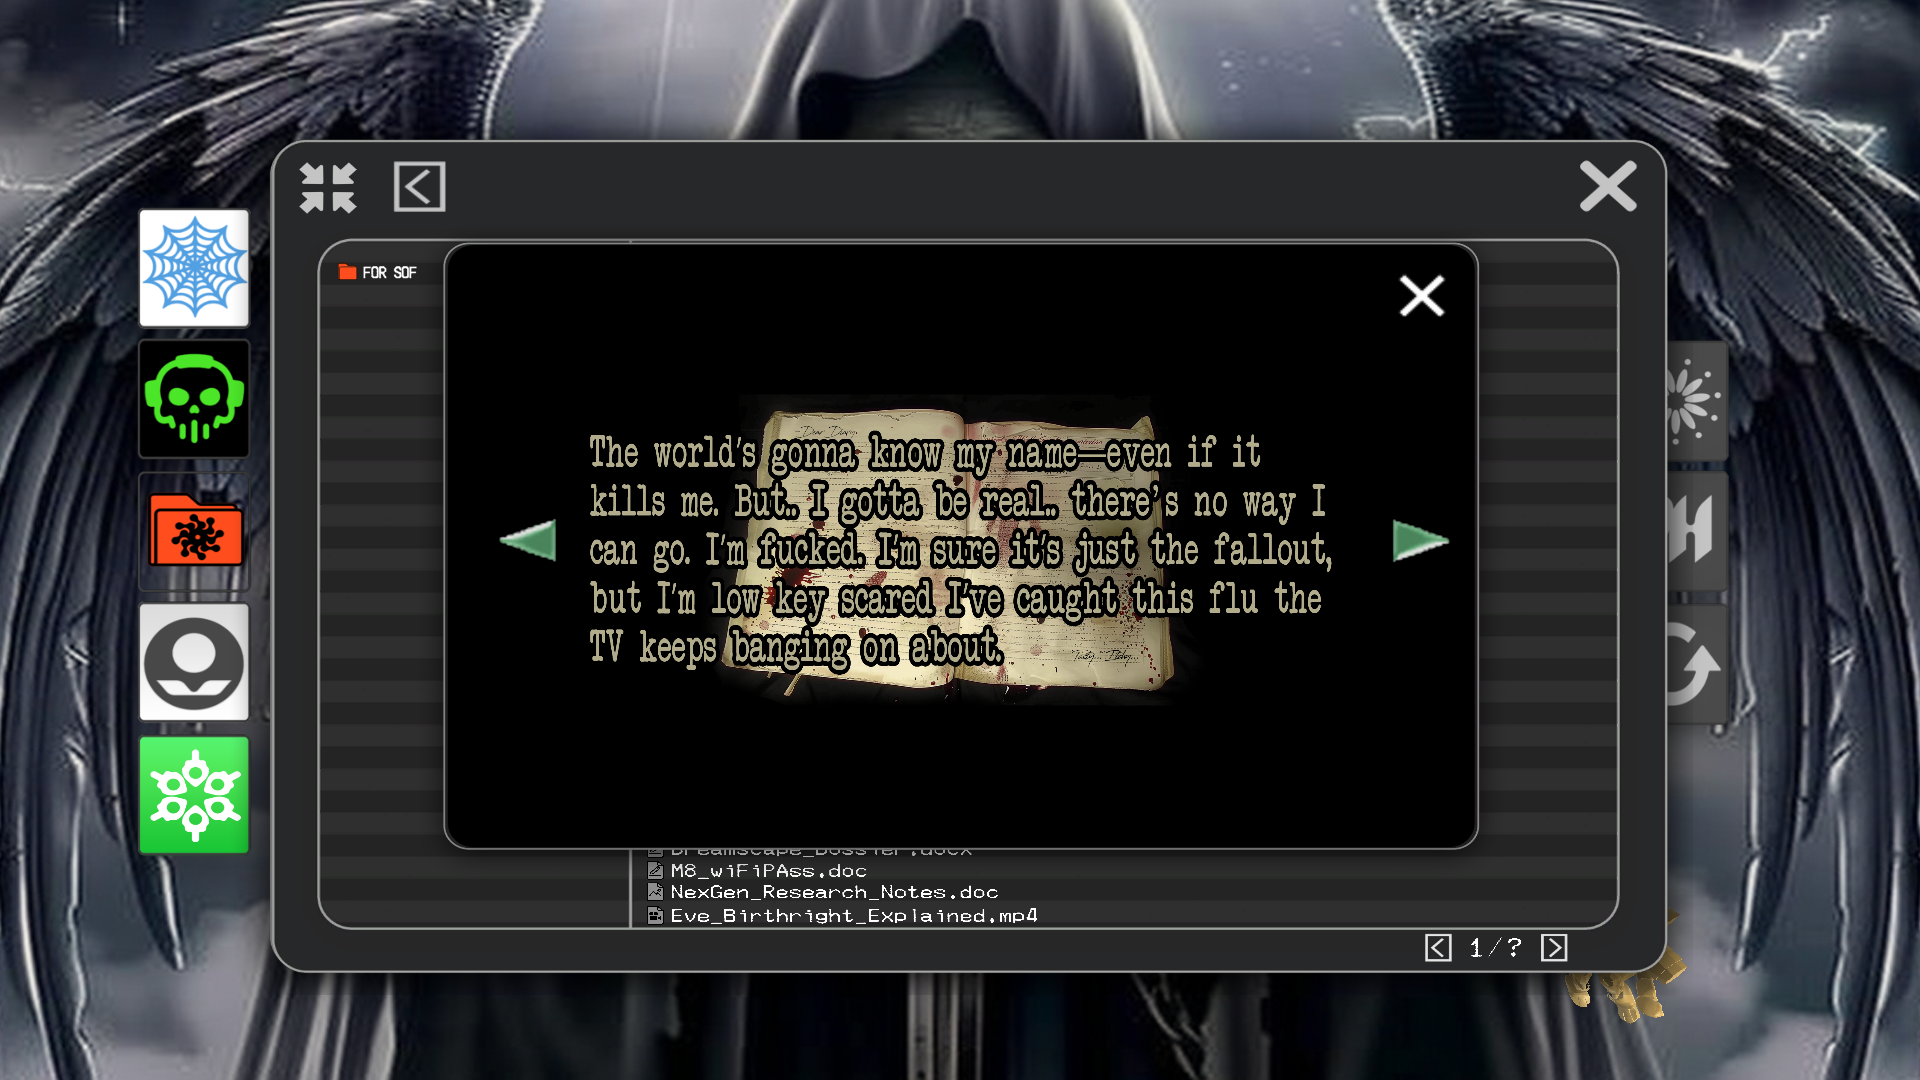 FOR SOF
The world's gonna know my name—even if it
kills me. But.. I gotta be real.. there's no way I
can go. I'm fucked. I'm sure it's just the fallout,
but I'm low key scared I've caught this flu the
TV keeps banging on about.
Dreamscape_Dossier.docx
M8_wiFiPAss.doc
NexGen_Research_Notes.doc
Eve_Birthright_Explained.mp4
1/?